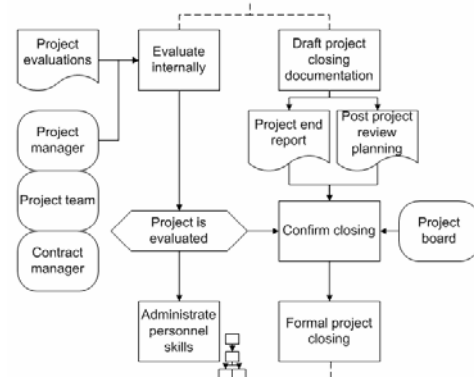 Project
evaluations
Evaluate
internally
Draft project
closing
documentation
Project
manager
Project end
report
Post project
review
planning
Project team
Contract
manager
Project is
evaluated
Confirm closing
Project
board
Administrate
personnel
skills
Formal project
closing